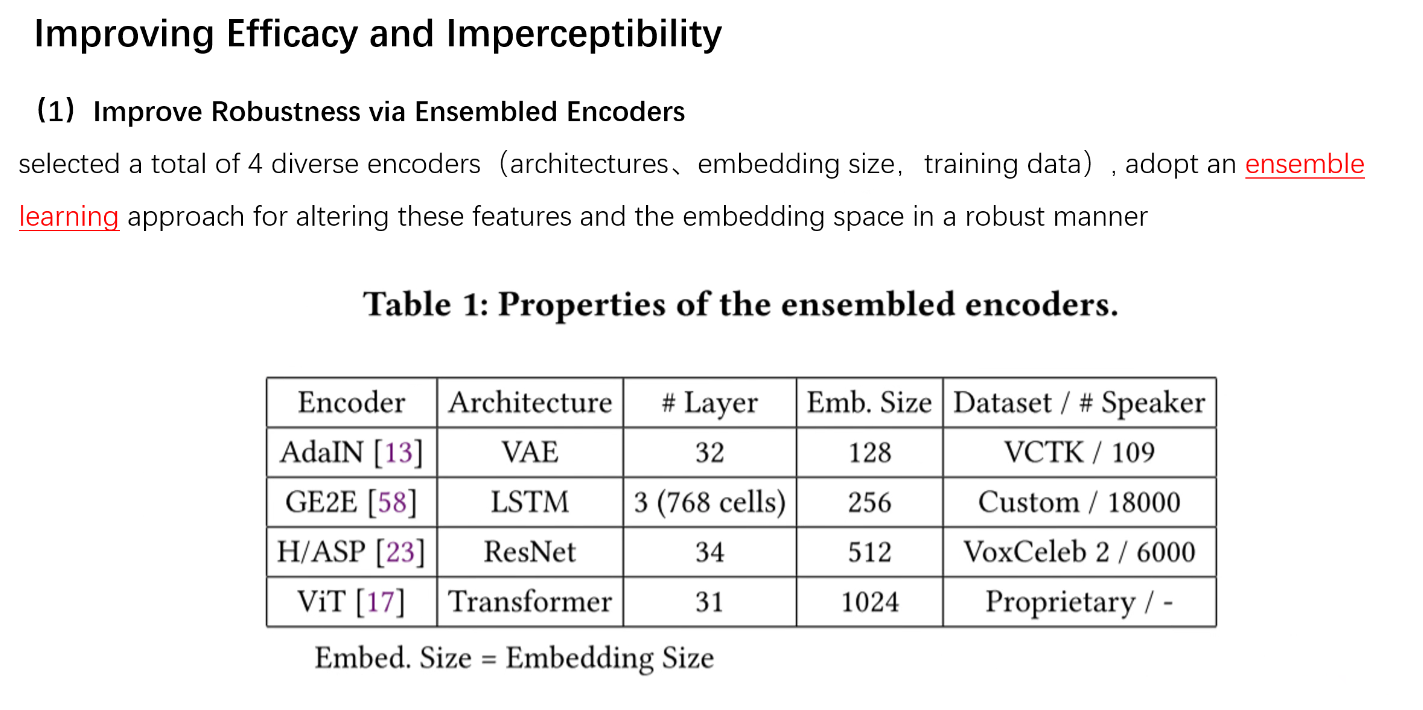 Improving Efficacy and Imperceptibility
（1）Improve Robustness via Ensembled Encoders
selected a total of 4 diverse encoders（architectures、embedding size，training data）, adopt an ensemble
learning approach for altering these features and the embedding space in a robust manner
Table 1: Properties of the ensembled encoders.
Encoder Architecture # Layer Emb. Size Dataset / # Speaker
AdaIN [13] VAE 32 128 VCTK / 109
GE2E [58] LSTM 3 (768 cells) 256 Custom / 18000
H/ASP [23] ResNet 34 512 VoxCeleb 2 / 6000
ViT [17] Transformer 31 1024 Proprietary / -
Embed. Size = Embedding Size